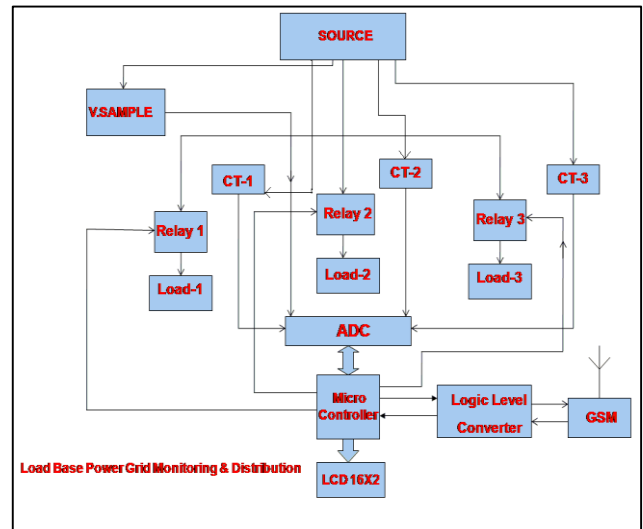 SOURCE
V.SAMPLE
CT-1
CT-2
CT-3
Relay 1
Relay 2
Relay 3
Load-1
Load-2
Load-3
ADC
Micro
Controller
Logic Level
Converter
GSM
Load Base Power Grid Monitoring & Distribution
LCD 16X2